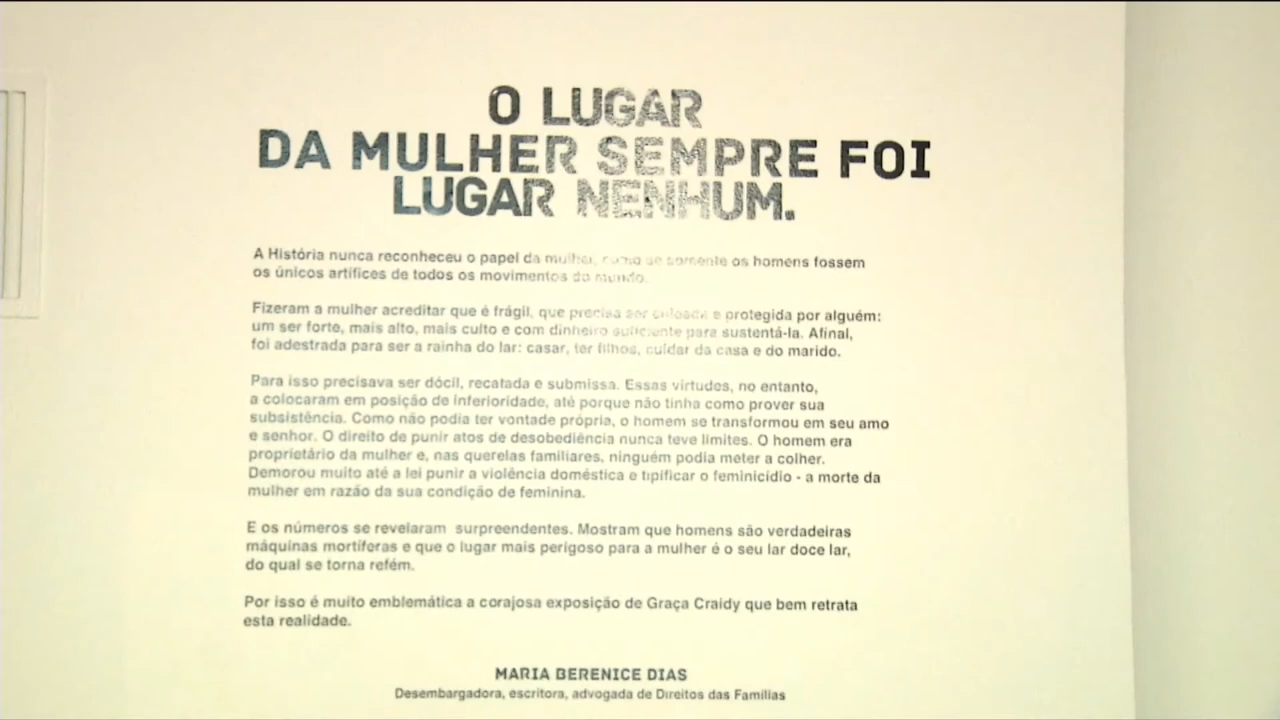 O LUGAR
DA MULHER SEMPRE FOI
LUGAR NENHUM.
A História nunca reconheceu o papel da mulher, como se somente os homens fossem
os únicos artífices de todos os movimentos do mundo.
Fizeram a mulher acreditar que é frágil, que precisa ser cuidada e protegida por alguém:
um ser forte, mais alto, mais culto e com dinheiro suficiente para sustentá-la. Afinal,
foi adestrada para ser a rainha do lar: casar, ter filhos, cuidar da casa e do marido.
Para isso precisava ser dócil, recatada e submissa. Essas virtudes, no entanto,
a colocaram em posição de inferioridade, até porque não tinha como prover sua
subsistência. Como não podia ter vontade própria, o homem se transformou em seu amo
e senhor. O direito de punir atos de desobediência nunca teve limites. O homem era
proprietário da mulher e, nas querelas familiares, ninguém podia meter a colher.
Demorou muito até a lei punir a violência doméstica e tipificar o feminicídio - a morte da
mulher em razão da sua condição de feminina.
E os números se revelaram surpreendentes. Mostram que homens são verdadeiras
máquinas mortíferas e que o lugar mais perigoso para a mulher é o seu lar doce lar,
do qual se torna refém.
Por isso é muito emblemática a corajosa exposição de Graça Craidy que bem retrata
esta realidade.
MARIA BERENICE DIAS
Desembargadora, escritora, advogada de Direitos das Famílias